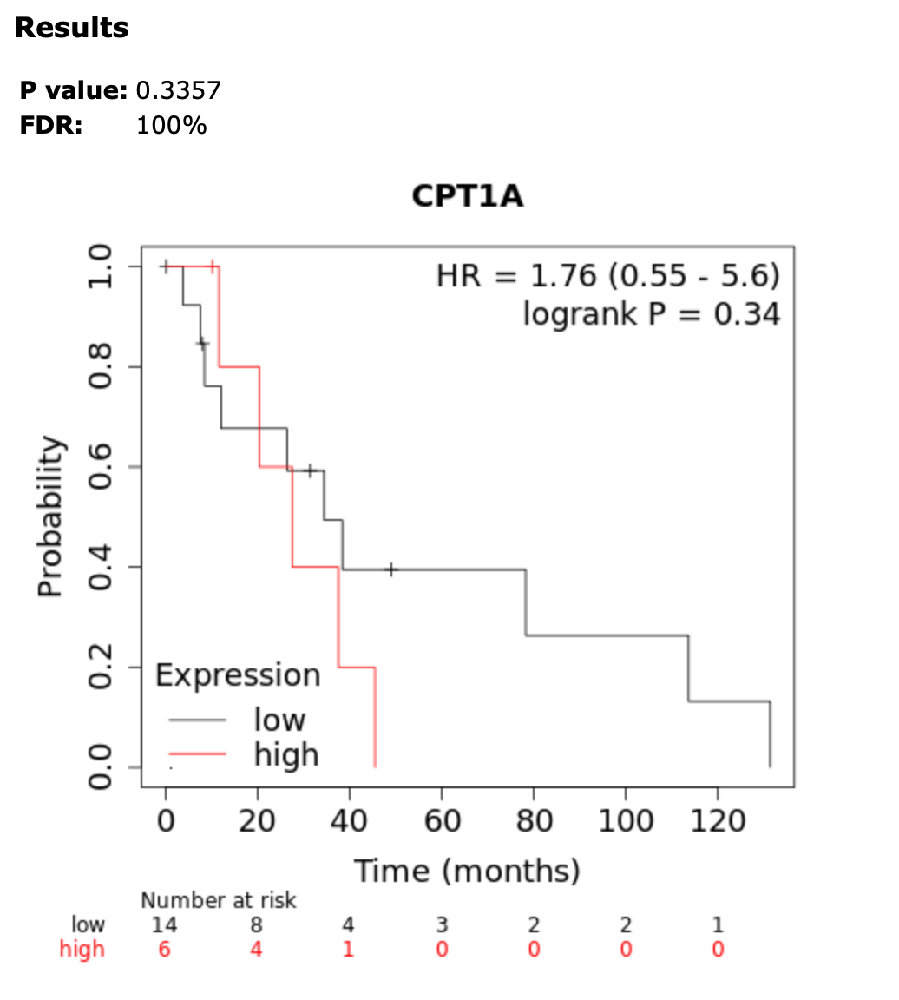 Results
P value: 0.3357
FDR: 100%
CPT1A
HR = 1.76 (0.55 - 5.6)
logrank P = 0.34
1.0
0.8
0.6
0.4
0.2
0.0
Probability
Expression
low
high
0 20 40 60 80 100 120
Time (months)
Number at risk
low 14 8 4 3 2 2 1
high 6 4 1 0 0 0 0